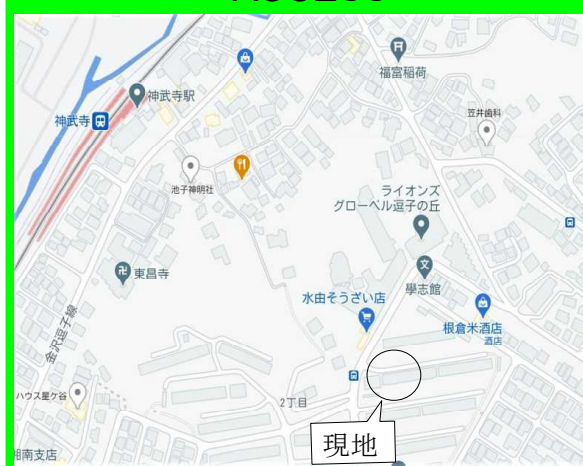 福富稲荷
神武寺駅
神武寺
笠井歯科
池子神明社
ライオンズ
グローベル逗子の丘
東昌寺
學志館
水由そうざい店
根倉米酒店
酒店
金沢逗子線
ハウス星ケ谷
2丁目
湘南支店
現地